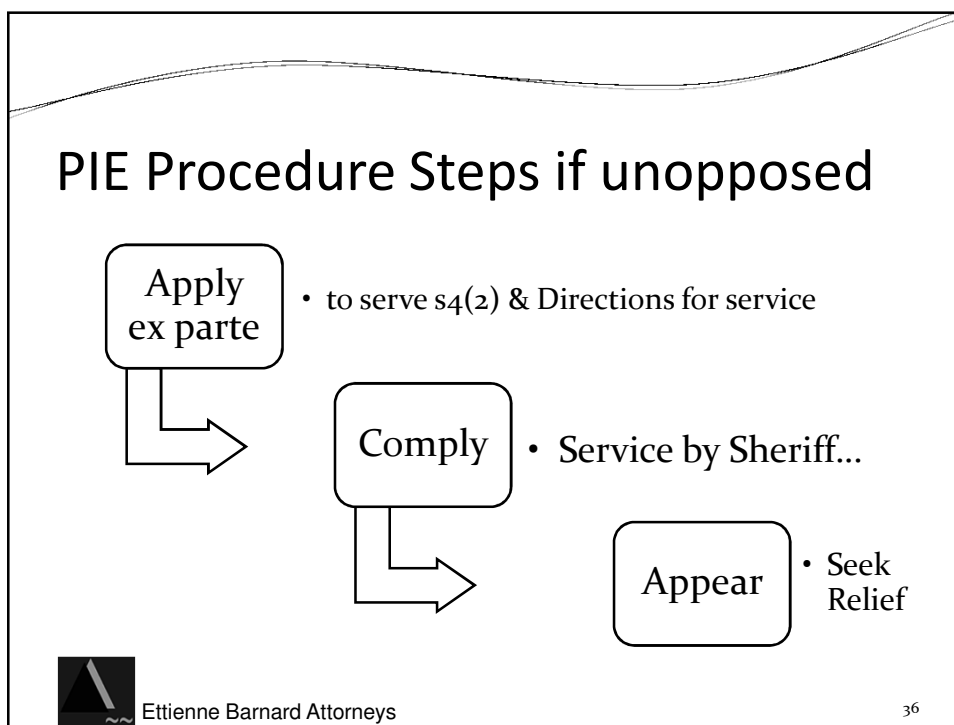 PIE Procedure Steps if unopposed
Apply
ex parte
• to serve s4(2) & Directions for service
Comply
• Service by Sheriff...
Appear
• Seek
Relief
Ettienne Barnard Attorneys
36